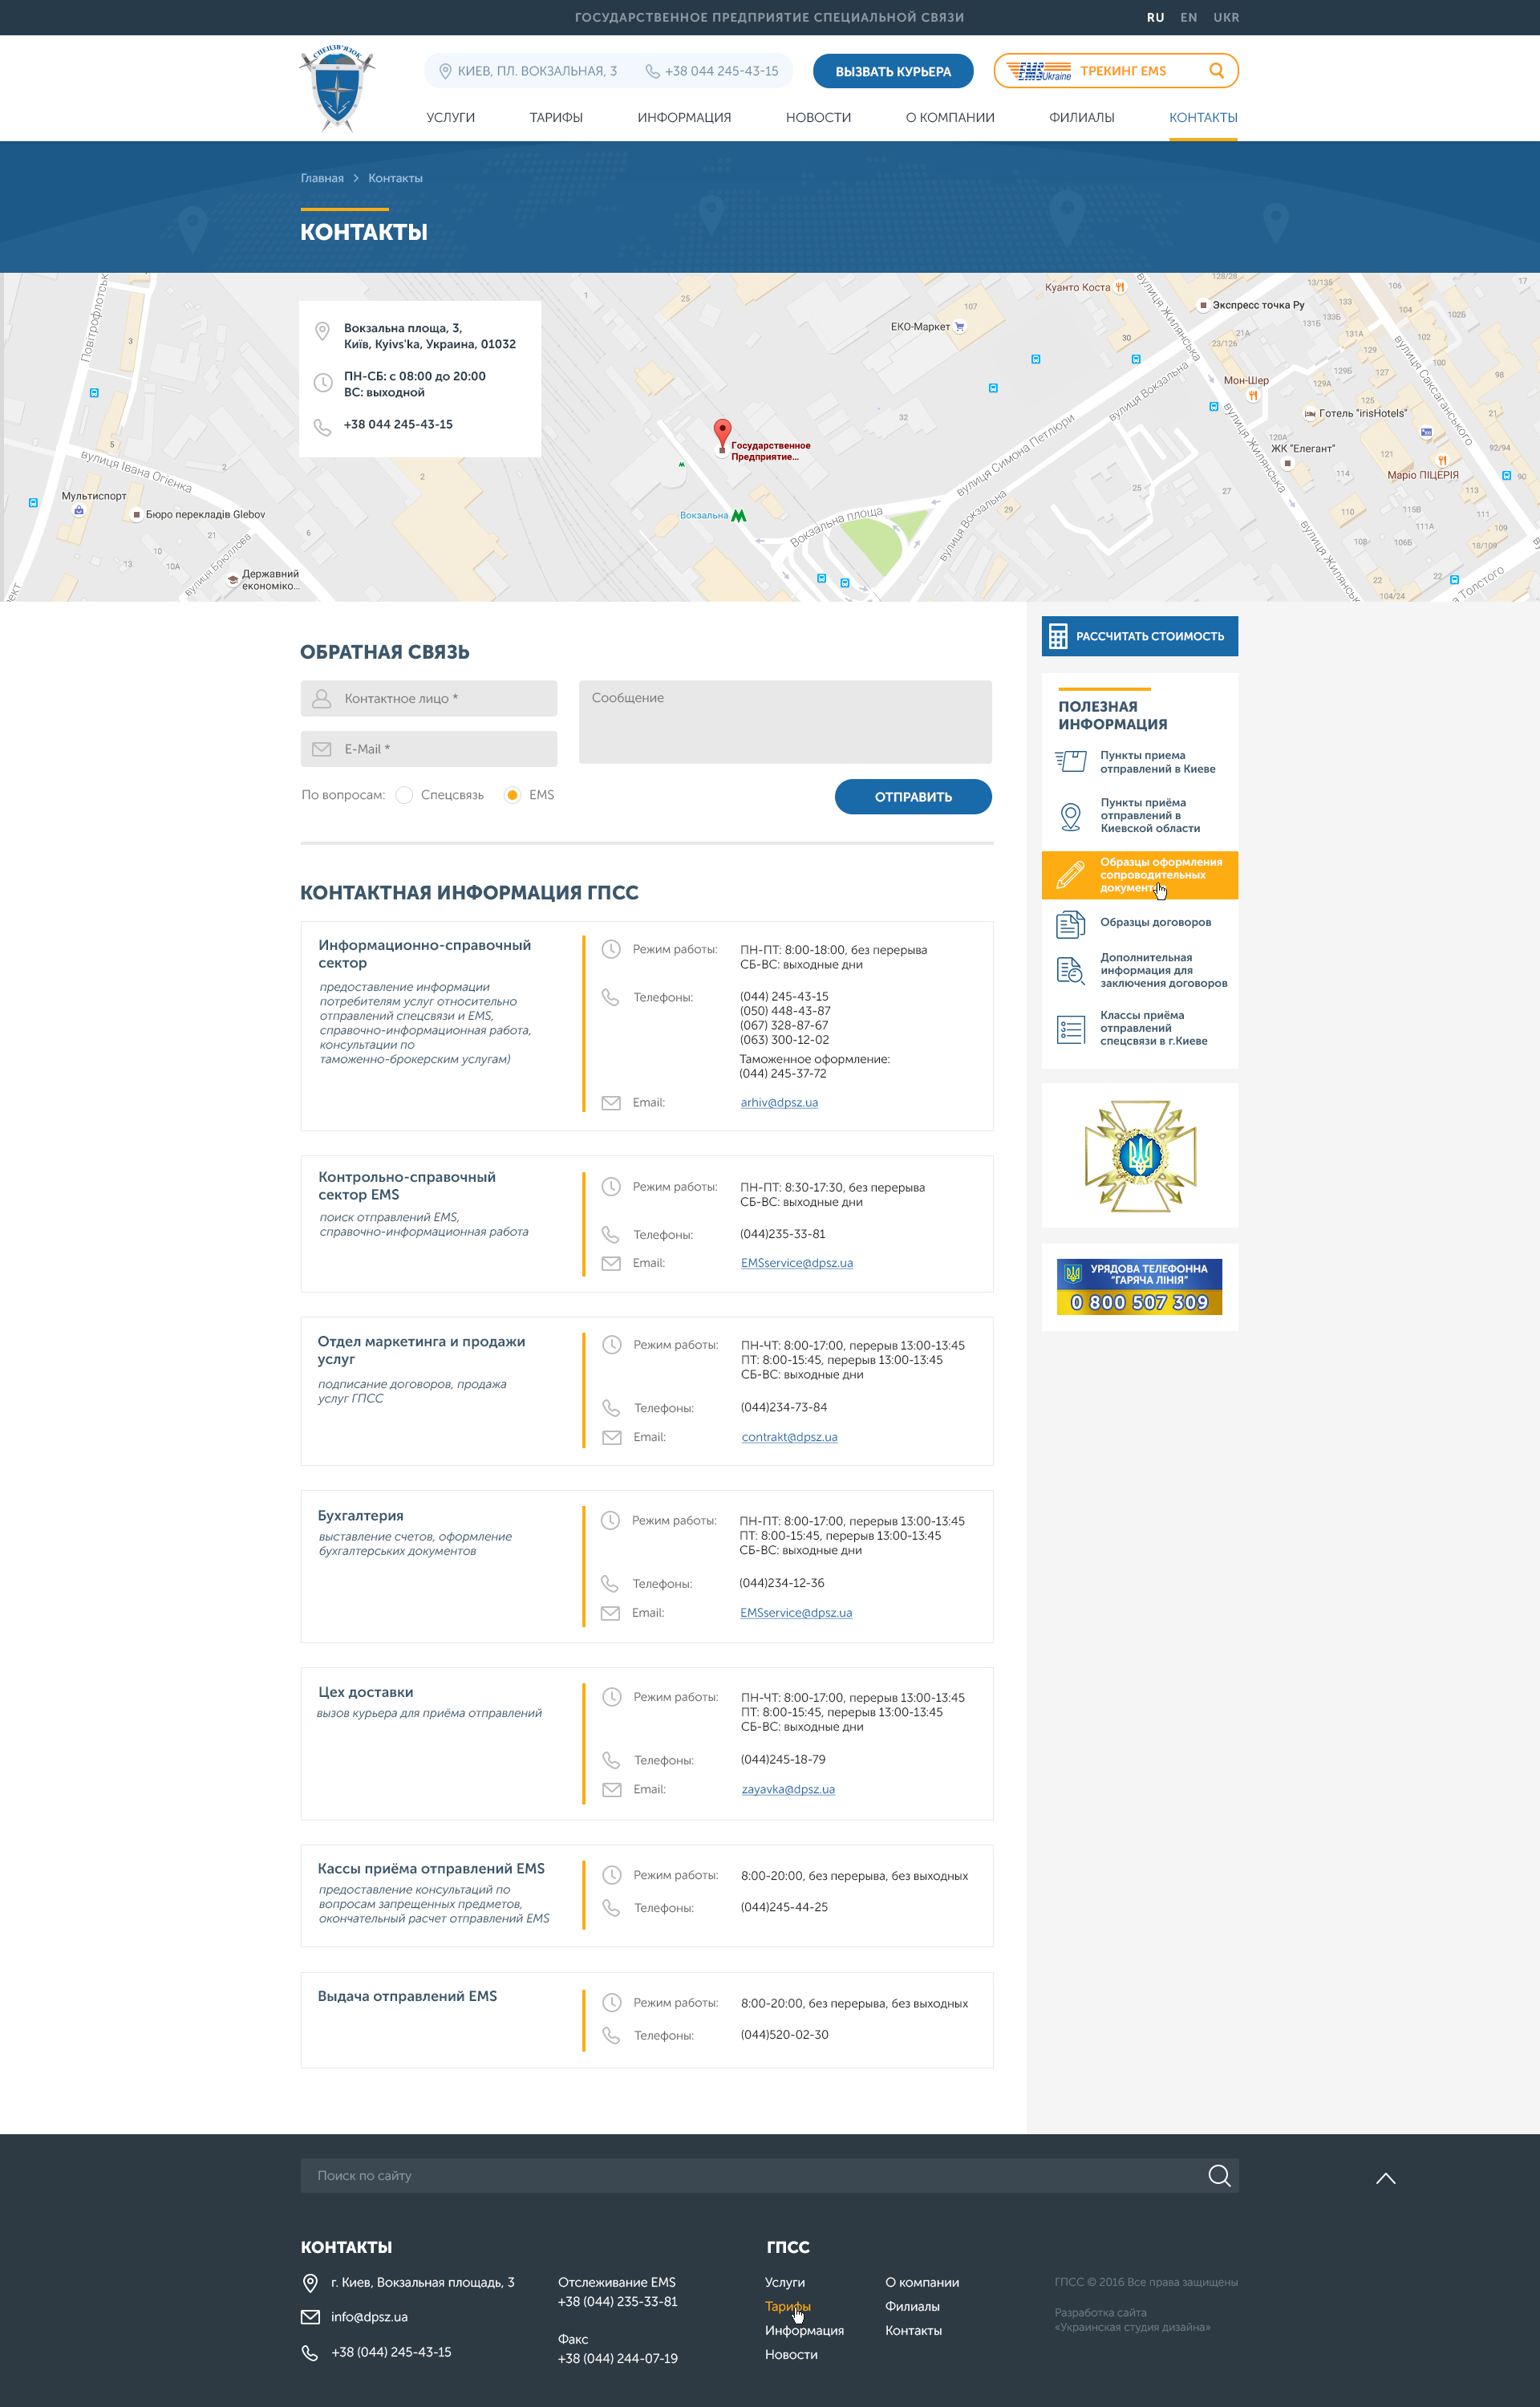 ГОСУДАРСТВЕННОЕ ПРЕДПРИЯТИЕ СПЕЦИАЛЬНОЙ СВЯЗИ
RU EN UKR
СПЕЦЗВ'ЯЗОК
КИЕВ, ПЛ. ВОКЗАЛЬНАЯ, 3
+38 044 245-43-15
ВЫЗВАТЬ КУРЬЕРА
EMS Ukraine
ТРЕКИНГ EMS
УСЛУГИ ТАРИФЫ ИНФОРМАЦИЯ НОВОСТИ О КОМПАНИИ ФИЛИАЛЫ КОНТАКТЫ
Главная > Контакты
КОНТАКТЫ
Вокзальна площа, 3,
Київ, Kyivs'ka, Украина, 01032
ПН-СБ: с 08:00 до 20:00
ВС: выходной
+38 044 245-43-15
Повітрофлотськ
вулиця Івана Огієнка
Мультиспорт
Бюро перекладів Glebov
вулиця Брюллова
Державний
економіко...
Государственное
Предприятие...
Вокзальна
Вокзальна площа
ЕКО-Маркет
Куанто Коста
Экспресс точка Ру
вулиця Жилянська
вулиця Саксаганського
Мон-Шер
Готель "irisHotels"
ЖК "Елегант"
Маріо ПІЦЕРІЯ
вулиця Вокзальна
вулиця Симона Петлюри
вулиця Вокзальна
вулиця Жилянська
вулиця Жилянська
а Толстого
ОБРАТНАЯ СВЯЗЬ
Контактное лицо *
E-Mail *
Сообщение
По вопросам: Спецсвязь EMS
ОТПРАВИТЬ
КОНТАКТНАЯ ИНФОРМАЦИЯ ГПСС
Информационно-справочный
сектор
предоставление информации
потребителям услуг относительно
отправлений спецсвязи и EMS,
справочно-информационная работа,
консультации по
таможенно-брокерским услугам)
Режим работы:
ПН-ПТ: 8:00-18:00, без перерыва
СБ-ВС: выходные дни
Телефоны:
(044) 245-43-15
(050) 448-43-87
(067) 328-87-67
(063) 300-12-02
Таможенное оформление:
(044) 245-37-72
Email:
arhiv@dpsz.ua
Контрольно-справочный
сектор EMS
поиск отправлений EMS,
справочно-информационная работа
Режим работы:
ПН-ПТ: 8:30-17:30, без перерыва
СБ-ВС: выходные дни
Телефоны:
(044)235-33-81
Email:
EMSservice@dpsz.ua
Отдел маркетинга и продажи
услуг
подписание договоров, продажа
услуг ГПСС
Режим работы:
ПН-ЧТ: 8:00-17:00, перерыв 13:00-13:45
ПТ: 8:00-15:45, перерыв 13:00-13:45
СБ-ВС: выходные дни
Телефоны:
(044)234-73-84
Email:
contrakt@dpsz.ua
Бухгалтерия
выставление счетов, оформление
бухгалтерських документов
Режим работы:
ПН-ПТ: 8:00-17:00, перерыв 13:00-13:45
ПТ: 8:00-15:45, перерыв 13:00-13:45
СБ-ВС: выходные дни
Телефоны:
(044)234-12-36
Email:
EMSservice@dpsz.ua
Цех доставки
вызов курьера для приёма отправлений
Режим работы:
ПН-ЧТ: 8:00-17:00, перерыв 13:00-13:45
ПТ: 8:00-15:45, перерыв 13:00-13:45
СБ-ВС: выходные дни
Телефоны:
(044)245-18-79
Email:
zayavka@dpsz.ua
Кассы приёма отправлений EMS
предоставление консультаций по
вопросам запрещенных предметов,
окончательный расчет отправлений EMS
Режим работы:
8:00-20:00, без перерыва, без выходных
Телефоны:
(044)245-44-25
Выдача отправлений EMS
Режим работы:
8:00-20:00, без перерыва, без выходных
Телефоны:
(044)520-02-30
РАССЧИТАТЬ СТОИМОСТЬ
ПОЛЕЗНАЯ
ИНФОРМАЦИЯ
Пункты приема
отправлений в Киеве
Пункты приёма
отправлений в
Киевской области
Образцы оформления
сопроводительных
Образцы договоров
Дополнительная
информация для
заключения договоров
Классы приёма
отправлений
спецсвязи в г.Киеве
УРЯДОВА ТЕЛЕФОННА
"ГАРЯЧА ЛІНІЯ"
0 800 507 309
Поиск по сайту
КОНТАКТЫ
г. Киев, Вокзальная площадь, 3
info@dpsz.ua
+38 (044) 245-43-15
Отслеживание EMS
+38 (044) 235-33-81
Факс
+38 (044) 244-07-19
ГПСС
Услуги
Тарифы
Информация
Новости
О компании
Филиалы
Контакты
ГПСС © 2016 Все права защищены
Разработка сайта
«Украинская студия дизайна»